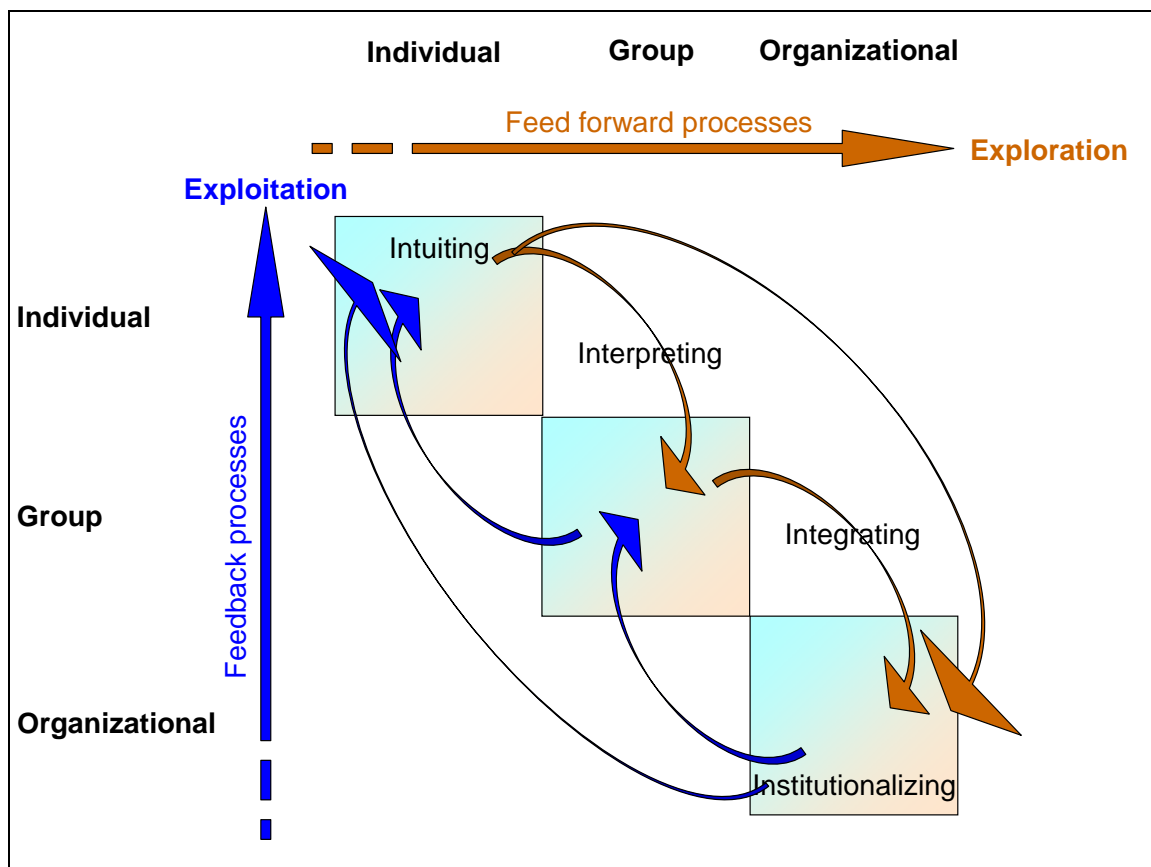 Individual Group Organizational
Feed forward processes
Exploration
Exploitation
Intuiting
Individual
Interpreting
Group
Integrating
Feedback processes
Organizational
Institutionalizing